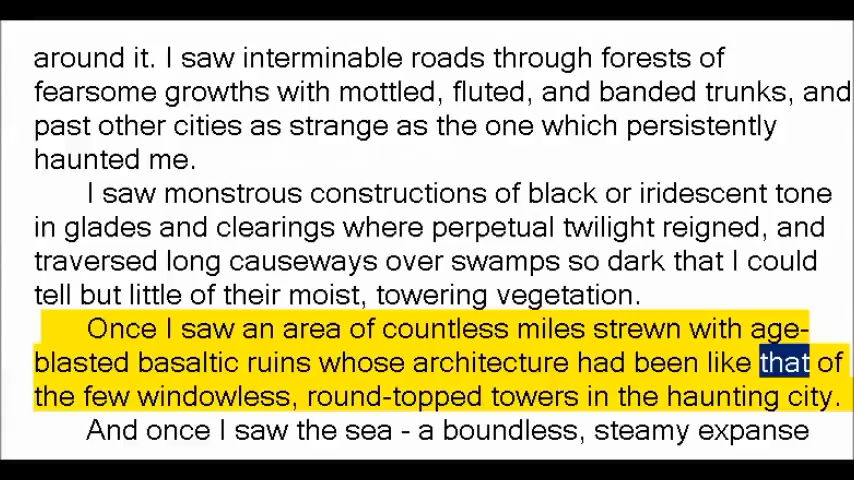 around it. I saw interminable roads through forests of
fearsome growths with mottled, fluted, and banded trunks, and
past other cities as strange as the one which persistently
haunted me.
I saw monstrous constructions of black or iridescent tone
in glades and clearings where perpetual twilight reigned, and
traversed long causeways over swamps so dark that I could
tell but little of their moist, towering vegetation.
Once I saw an area of countless miles strewn with age-
blasted basaltic ruins whose architecture had been like that of
the few windowless, round-topped towers in the haunting city.
And once I saw the sea - a boundless, steamy expanse